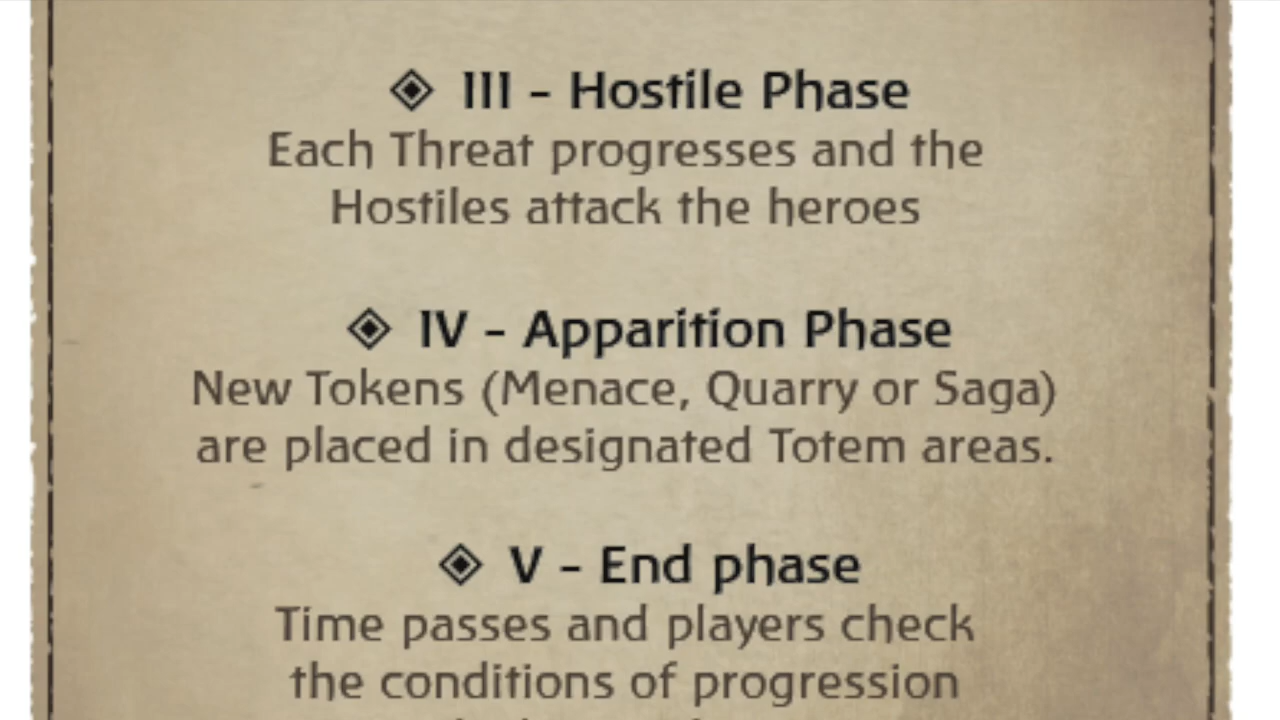 III - Hostile Phase
Each Threat progresses and the
Hostiles attack the heroes
IV - Apparition Phase
New Tokens (Menace, Quarry or Saga)
are placed in designated Totem areas.
V - End phase
Time passes and players check
the conditions of progression